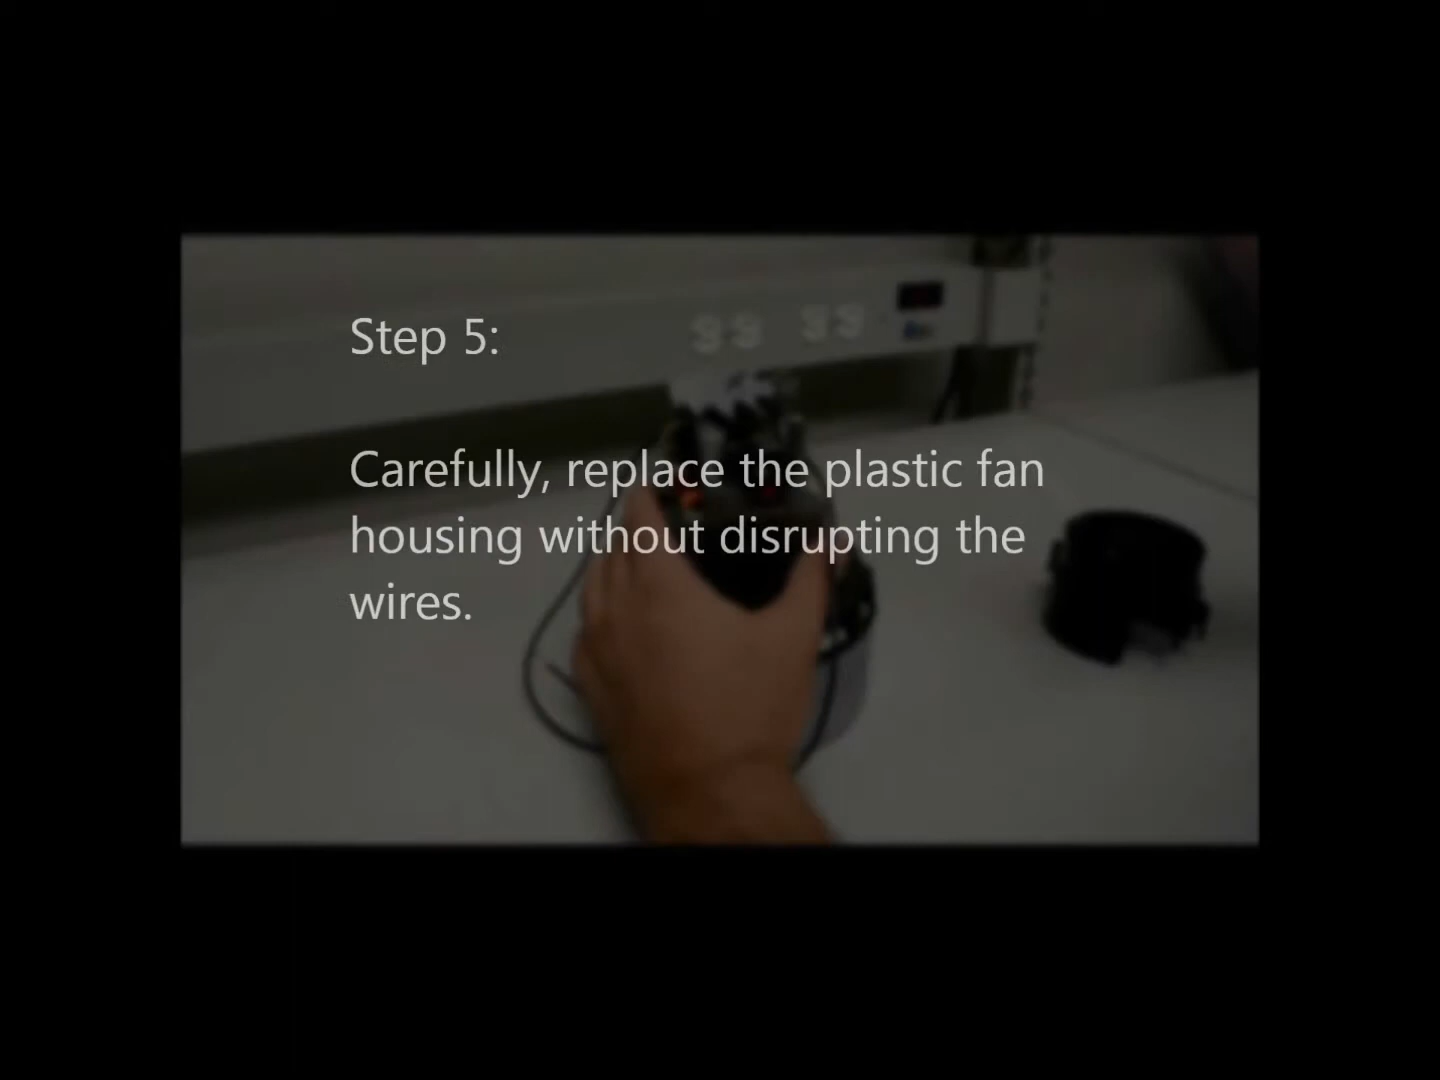 Step 5:
Carefully, replace the plastic fan
housing without disrupting the
wires.